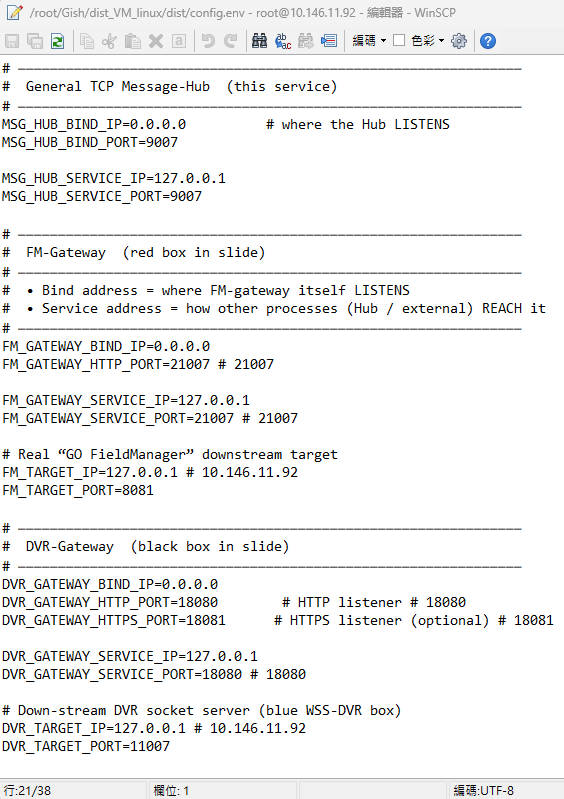 /root/Gish/dist_VM_linux/dist/config.env - root@10.146.11.92 - 編輯器 - WinSCP
編碼 色彩
# ————————————————————————————————————————
#  General TCP Message-Hub  (this service)
# ————————————————————————————————————————
MSG_HUB_BIND_IP=0.0.0.0          # where the Hub LISTENS
MSG_HUB_BIND_PORT=9007
MSG_HUB_SERVICE_IP=127.0.0.1
MSG_HUB_SERVICE_PORT=9007
# ————————————————————————————————————————
#  FM-Gateway  (red box in slide)
# ————————————————————————————————————————
#  • Bind address = where FM-gateway itself LISTENS
#  • Service address = how other processes (Hub / external) REACH it
# ————————————————————————————————————————
FM_GATEWAY_BIND_IP=0.0.0.0
FM_GATEWAY_HTTP_PORT=21007 # 21007
FM_GATEWAY_SERVICE_IP=127.0.0.1
FM_GATEWAY_SERVICE_PORT=21007 # 21007
# Real “GO FieldManager” downstream target
FM_TARGET_IP=127.0.0.1 # 10.146.11.92
FM_TARGET_PORT=8081
# ————————————————————————————————————————
#  DVR-Gateway  (black box in slide)
# ————————————————————————————————————————
DVR_GATEWAY_BIND_IP=0.0.0.0
DVR_GATEWAY_HTTP_PORT=18080        # HTTP listener # 18080
DVR_GATEWAY_HTTPS_PORT=18081      # HTTPS listener (optional) # 18081
DVR_GATEWAY_SERVICE_IP=127.0.0.1
DVR_GATEWAY_SERVICE_PORT=18080 # 18080
# Down-stream DVR socket server (blue WSS-DVR box)
DVR_TARGET_IP=127.0.0.1 # 10.146.11.92
DVR_TARGET_PORT=11007
行:21/38 欄位: 1 編碼:UTF-8